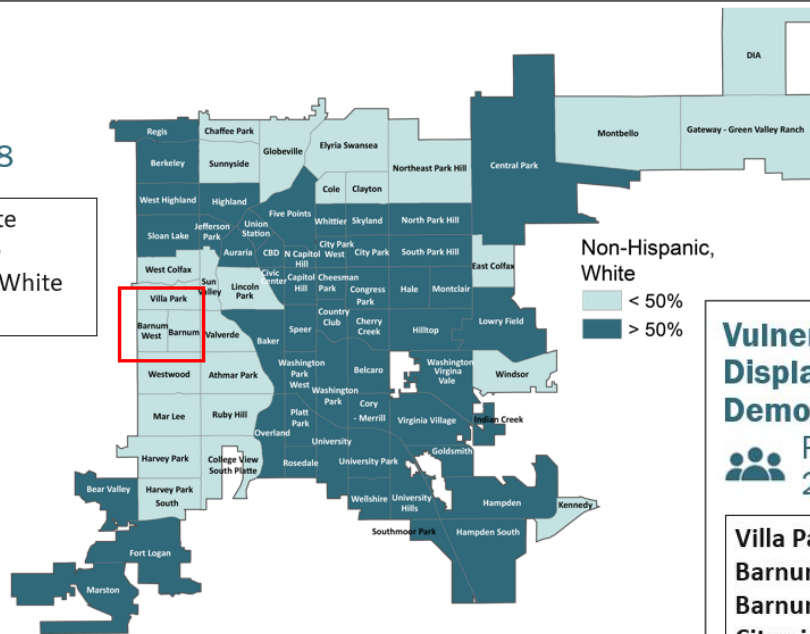 8
te
White
DIA
Montbello
Gateway - Green Valley Ranch
Regis
Chaffee Park
Globeville
Elyria Swansea
Berkeley
Sunnyside
Northeast Park Hill
Central Park
Cole
Clayton
West Highland
Highland
Five Points
Whittier
Skyland
North Park Hill
Sloan Lake
Jefferson
Park
Union
Station
Auraria
CBD
N Capitol
Hill
City Park
West
City Park
South Park Hill
East Colfax
West Colfax
Sun
Valley
Lincoln
Park
Civic
Center
Capitol
Hill
Cheesman
Park
Congress
Park
Hale
Montclair
Villa Park
Barnum
West
Barnum
Valverde
Baker
Speer
Country
Club
Cherry
Creek
Hilltop
Lowry Field
Westwood
Athmar Park
Washington
Park
West
Washington
Park
Belcaro
Washington
Virgina
Vale
Windsor
Mar Lee
Ruby Hill
Overland
Platt
Park
Cory
- Merrill
Virginia Village
Indian Creek
University
Goldsmith
Harvey Park
College View
South Platte
Rosedale
University Park
Bear Valley
Harvey Park
South
Wellshire
University
Hills
Hampden
Kennedy
Southmoor Park
Hampden South
Fort Logan
Marston
Non-Hispanic,
White
< 50%
> 50%
Vulner
Displa
Demo
2
Villa Pa
Barnum
Barnum